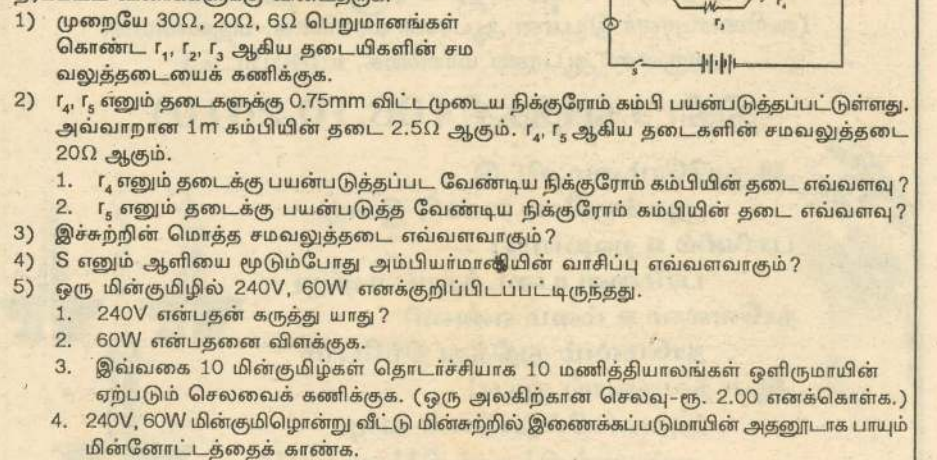 r₄
r₅
S
1) முறையே 30Ω, 20Ω, 6Ω பெறுமானங்கள்
கொண்ட r₁, r₂, r₃ ஆகிய தடையிகளின் சம
வலுத்தடையைக் கணிக்குக.
2) r₄, r₅ எனும் தடைகளுக்கு 0.75mm விட்டமுடைய நிக்குரோம் கம்பி பயன்படுத்தப்பட்டுள்ளது.
அவ்வாறான 1m கம்பியின் தடை 2.5Ω ஆகும். r₄, r₅ ஆகிய தடைகளின் சமவலுத்தடை
20Ω ஆகும்.
1. r₄ எனும் தடைக்கு பயன்படுத்தப்பட வேண்டிய நிக்குரோம் கம்பியின் தடை எவ்வளவு ?
2. r₅ எனும் தடைக்கு பயன்படுத்த வேண்டிய நிக்குரோம் கம்பியின் தடை எவ்வளவு ?
3) இச்சுற்றின் மொத்த சமவலுத்தடை எவ்வளவாகும் ?
4) S எனும் ஆளியை மூடும்போது அம்பியர்மானியின் வாசிப்பு எவ்வளவாகும் ?
5) ஒரு மின்குமிழில் 240V, 60W எனக்குறிப்பிடப்பட்டிருந்தது.
1. 240V என்பதன் கருத்து யாது ?
2. 60W என்பதனை விளக்குக.
3. இவ்வகை 10 மின்குமிழ்கள் தொடர்ச்சியாக 10 மணித்தியாலங்கள் ஒளிருமாயின்
ஏற்படும் செலவைக் கணிக்குக. (ஒரு அலகிற்கான செலவு-ரூ. 2.00 எனக்கொள்க.)
4. 240V, 60W மின்குமிழொன்று வீட்டு மின்சுற்றில் இணைக்கப்படுமாயின் அதனூடாக பாயும்
மின்னோட்டத்தைக் காண்க.